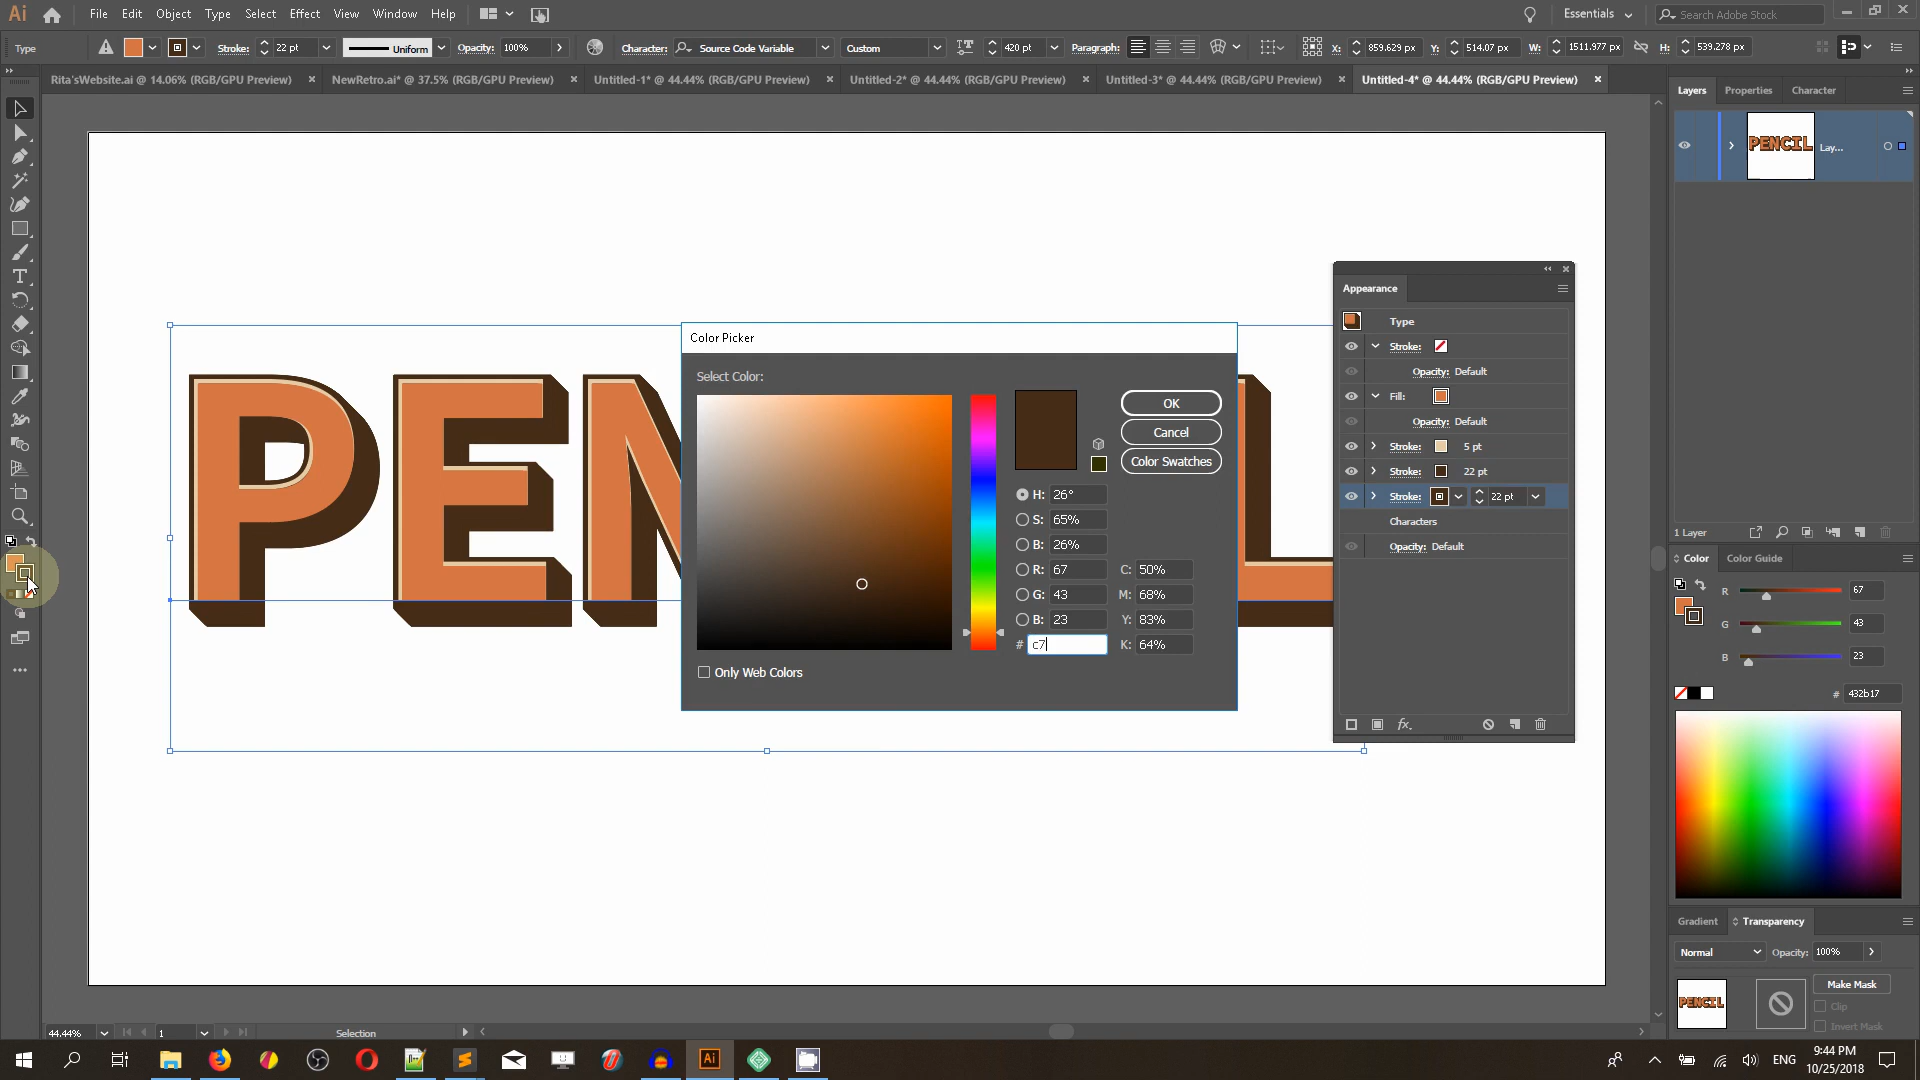 Ai File Edit Object Type Select Effect View Window Help Essentials Search Adobe Stock
Type Stroke: 22 pt Uniform Opacity: 100% Character: Source Code Variable Custom 420 pt Paragraph: X: 859.629 px Y: 514.07 px W: 1511.977 px H: 539.278 px
Rita'sWebsite.ai @ 14.06% (RGB/GPU Preview) NewRetro.ai* @ 37.5% (RGB/GPU Preview) Untitled-1* @ 44.44% (RGB/GPU Preview) Untitled-2* @ 44.44% (RGB/GPU Preview) Untitled-3* @ 44.44% (RGB/GPU Preview) Untitled-4* @ 44.44% (RGB/GPU Preview)
Layers Properties Character
PENCIL Lay...
PEN L
Color Picker
Select Color:
OK
Cancel
Color Swatches
H: 26°
S: 65%
B: 26%
R: 67 C: 50%
G: 43 M: 68%
B: 23 Y: 83%
# c7 K: 64%
Only Web Colors
Appearance
Type
Stroke:
Opacity: Default
Fill:
Opacity: Default
Stroke: 5 pt
Stroke: 22 pt
Stroke: 22 pt
Characters
Opacity: Default
fx
1 Layer
Color Color Guide
R 67
G 43
B 23
# 432b17
Gradient Transparency
Normal Opacity: 100%
PENCIL Make Mask
Clip
Invert Mask
44.44% 1 Selection
Ai ENG 9:44 PM
10/25/2018